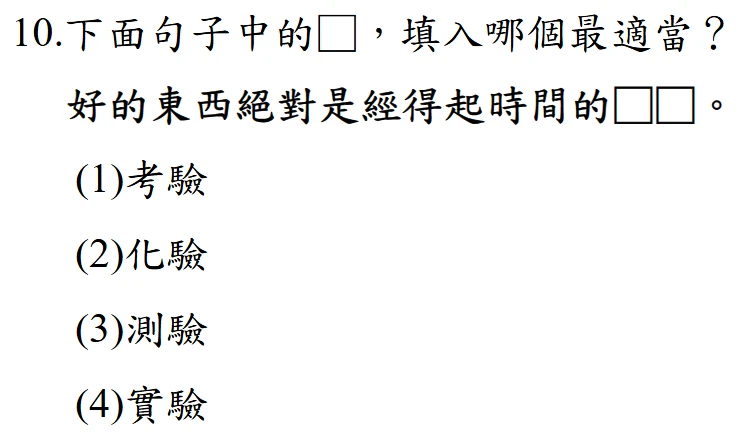 10.下面句子中的□，填入哪個最適當？
好的東西絕對是經得起時間的□□。
(1)考驗
(2)化驗
(3)測驗
(4)實驗